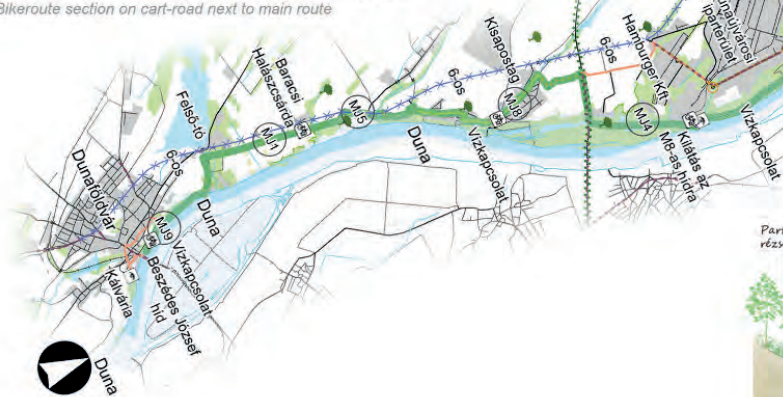 Bikeroute section on cart-road next to main route
Dunaföldvár
6-os
Felső-tó
MJ1
Baracsi
Halászcsárda
MJ5
6-os
Duna
Vízkapcsolat
Kisapostag
MJ8
6-os
Hamburger Kft
iparterület
MJ4
Kilátás az
M8-as hídra
Vízkapcsolat
MJ9
Duna
Vízkapcsolat
Beszédes József
híd
Kálvária
Duna